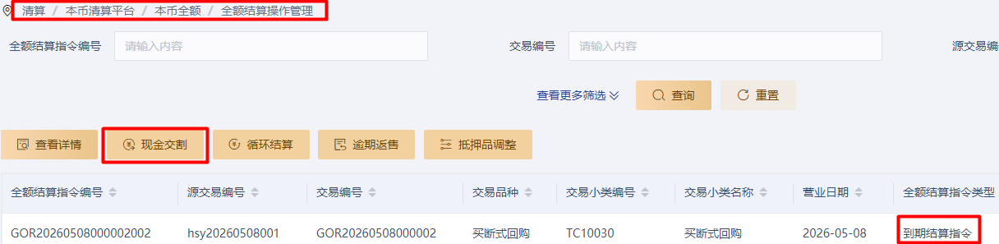 清算 / 本币清算平台 / 本币全额 / 全额结算操作管理
全额结算指令编号 请输入内容 交易编号 请输入内容 源交易编
查看更多筛选 查询 重置
查看详情 现金交割 循环结算 逾期返售 抵押品调整
全额结算指令编号 源交易编号 交易编号 交易品种 交易小类编号 交易小类名称 营业日期 全额结算指令类型
GOR20260508000002002 hsy20260508001 GOR20260508000002 买断式回购 TC10030 买断式回购 2026-05-08 到期结算指令